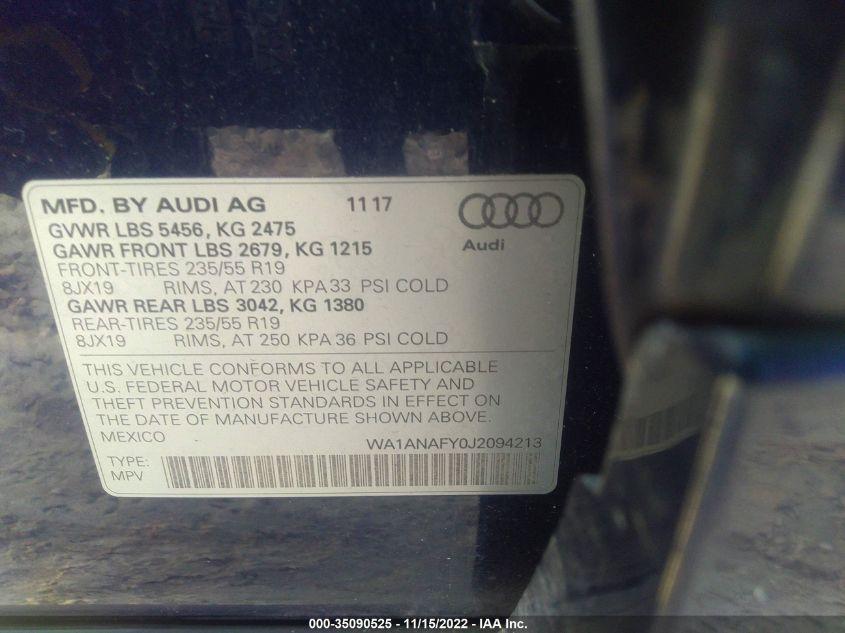 MFD. BY AUDI AG 11 17
GVWR LBS 5456, KG 2475
GAWR FRONT LBS 2679, KG 1215
Audi
FRONT-TIRES 235/55 R19
8JX19 RIMS, AT 230 KPA 33 PSI COLD
GAWR REAR LBS 3042, KG 1380
REAR-TIRES 235/55 R19
8JX19 RIMS, AT 250 KPA 36 PSI COLD
THIS VEHICLE CONFORMS TO ALL APPLICABLE
U.S. FEDERAL MOTOR VEHICLE SAFETY AND
THEFT PREVENTION STANDARDS IN EFFECT ON
THE DATE OF MANUFACTURE SHOWN ABOVE.
MEXICO WA1ANAFY0J2094213
TYPE:
MPV
000-35090525 - 11/15/2022 - IAA Inc.